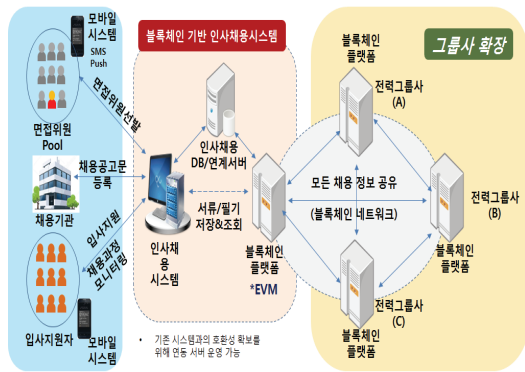 모바일
시스템
SMS
Push
면접위원
Pool
채용기관
입사지원자
모바일
시스템
면접위원선발
채용공고문
등록
입사지원
채용과정
모니터링
블록체인 기반 인사채용시스템
인사채용
DB/연계서버
인사채
용
시스템
서류/필기
저장&조회
블록체인
플랫폼
*EVM
• 기존 시스템과의 호환성 확보를
위해 연동 서버 운영 가능
그룹사 확장
블록체인
플랫폼
전력그룹사
(A)
모든 채용 정보 공유
(블록체인 네트워크)
전력그룹사
(B)
블록체인
플랫폼
전력그룹사
(C)
블록체인
플랫폼